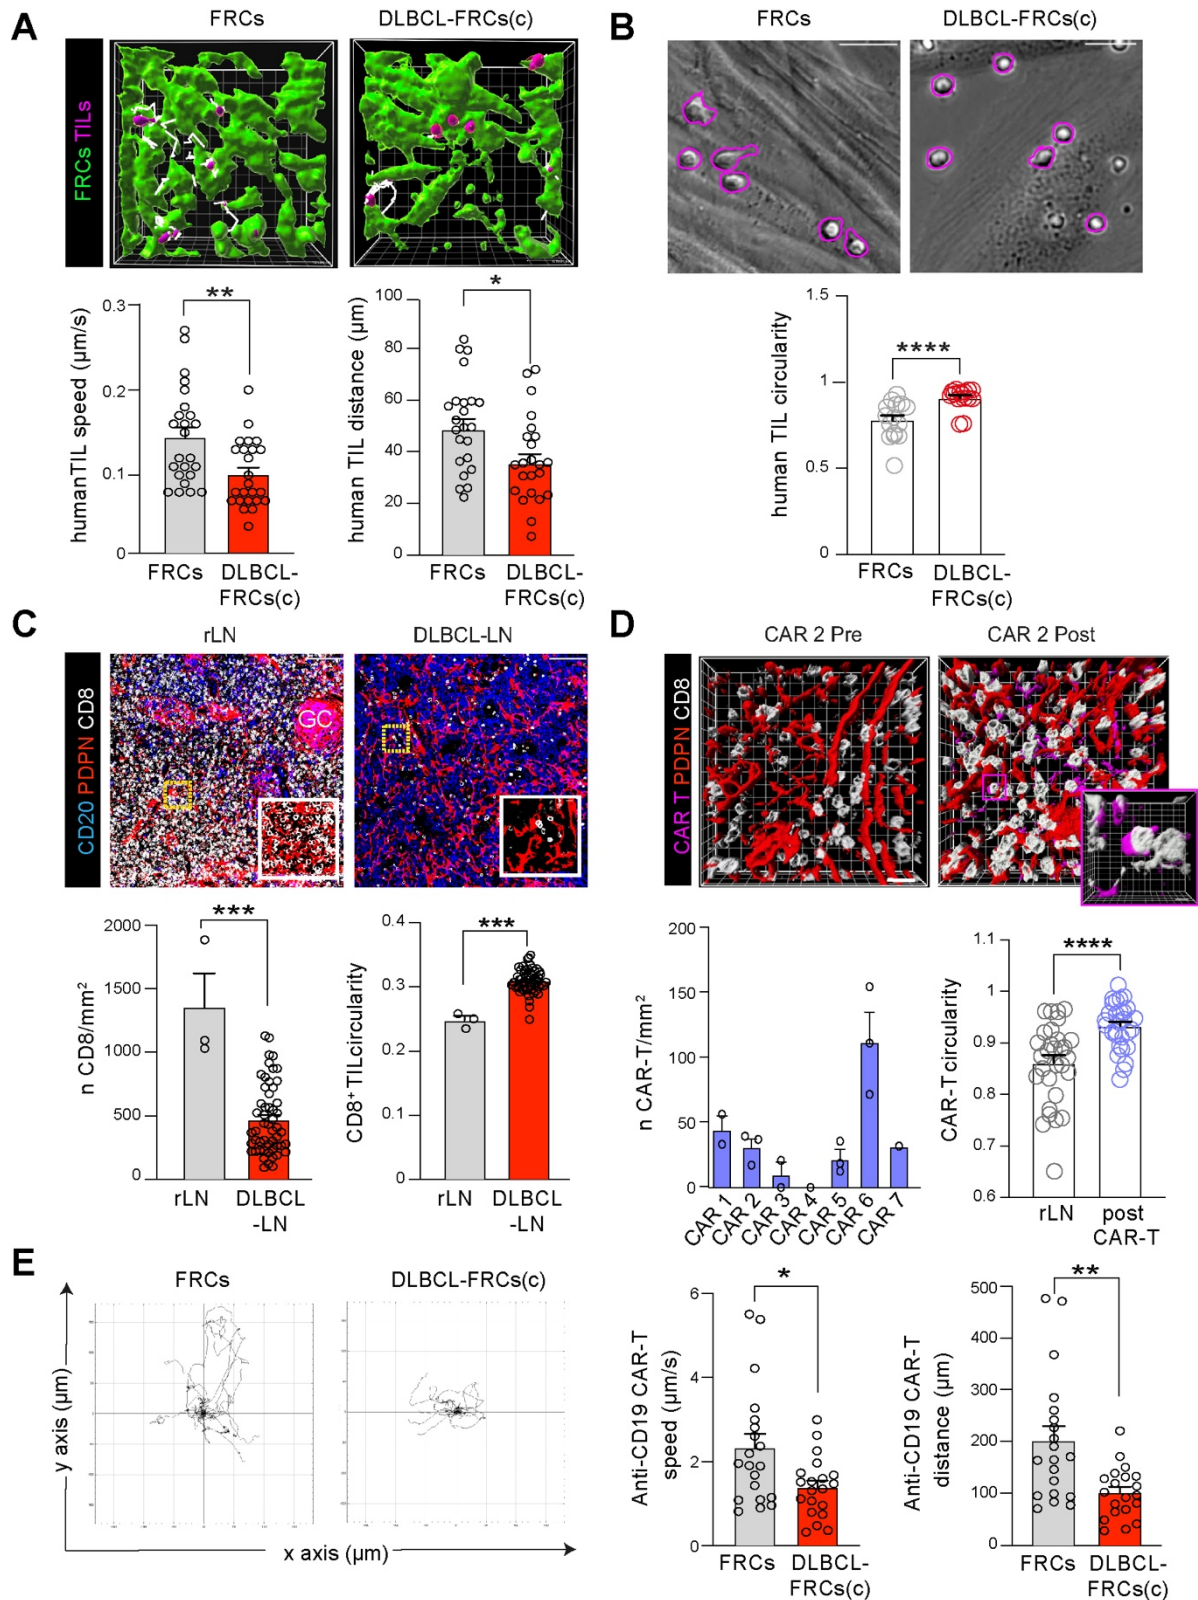 A
FRCs
DLBCL-FRCs(c)
FRCs TILs
**
humanTIL speed (µm/s)
0.3
0.2
0.1
0
FRCs
DLBCL-
FRCs(c)
*
human TIL distance (µm)
100
80
60
40
20
0
FRCs
DLBCL-
FRCs(c)
B
FRCs
DLBCL-FRCs(c)
****
human TIL circularity
1.5
1
0.5
0
FRCs
DLBCL-
FRCs(c)
C
rLN
DLBCL-LN
CD20 PDPN CD8
GC
***
n CD8/mm²
2000
1500
1000
500
0
rLN
DLBCL
-LN
***
CD8⁺ TILcircularity
0.4
0.3
0.2
0.1
0
rLN
DLBCL
-LN
D
CAR 2 Pre
CAR 2 Post
CAR T PDPN CD8
n CAR-T/mm²
150
100
50
0
CAR 1
CAR 2
CAR 3
CAR 4
CAR 5
CAR 6
CAR 7
****
CAR-T circularity
1.1
1
0.9
0.8
0.7
0.6
rLN
post
CAR-T
E
FRCs
DLBCL-FRCs(c)
y axis (µm)
x axis (µm)
*
Anti-CD19 CAR-T
speed (µm/s)
6
4
2
0
FRCs
DLBCL-
FRCs(c)
**
Anti-CD19 CAR-T
distance (µm)
500
400
300
200
100
0
FRCs
DLBCL-
FRCs(c)